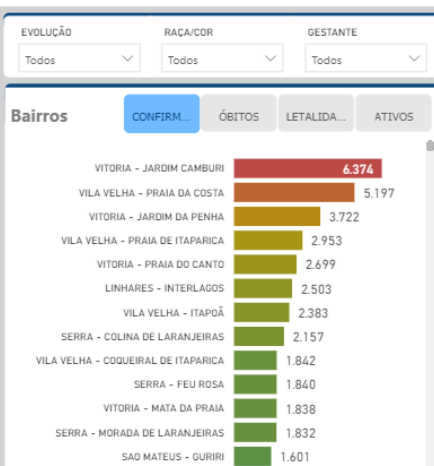 EVOLUÇÃO RAÇA/COR GESTANTE
Todos Todos Todos
Bairros CONFIRM... ÓBITOS LETALIDA... ATIVOS
VITORIA - JARDIM CAMBURI 6.374
VILA VELHA - PRAIA DA COSTA 5.197
VITORIA - JARDIM DA PENHA 3.722
VILA VELHA - PRAIA DE ITAPARICA 2.953
VITORIA - PRAIA DO CANTO 2.699
LINHARES - INTERLAGOS 2.503
VILA VELHA - ITAPOÃ 2.383
SERRA - COLINA DE LARANJEIRAS 2.157
VILA VELHA - COQUEIRAL DE ITAPARICA 1.842
SERRA - FEU ROSA 1.840
VITORIA - MATA DA PRAIA 1.838
SERRA - MORADA DE LARANJEIRAS 1.832
SAO MATEUS - GURIRI 1.601